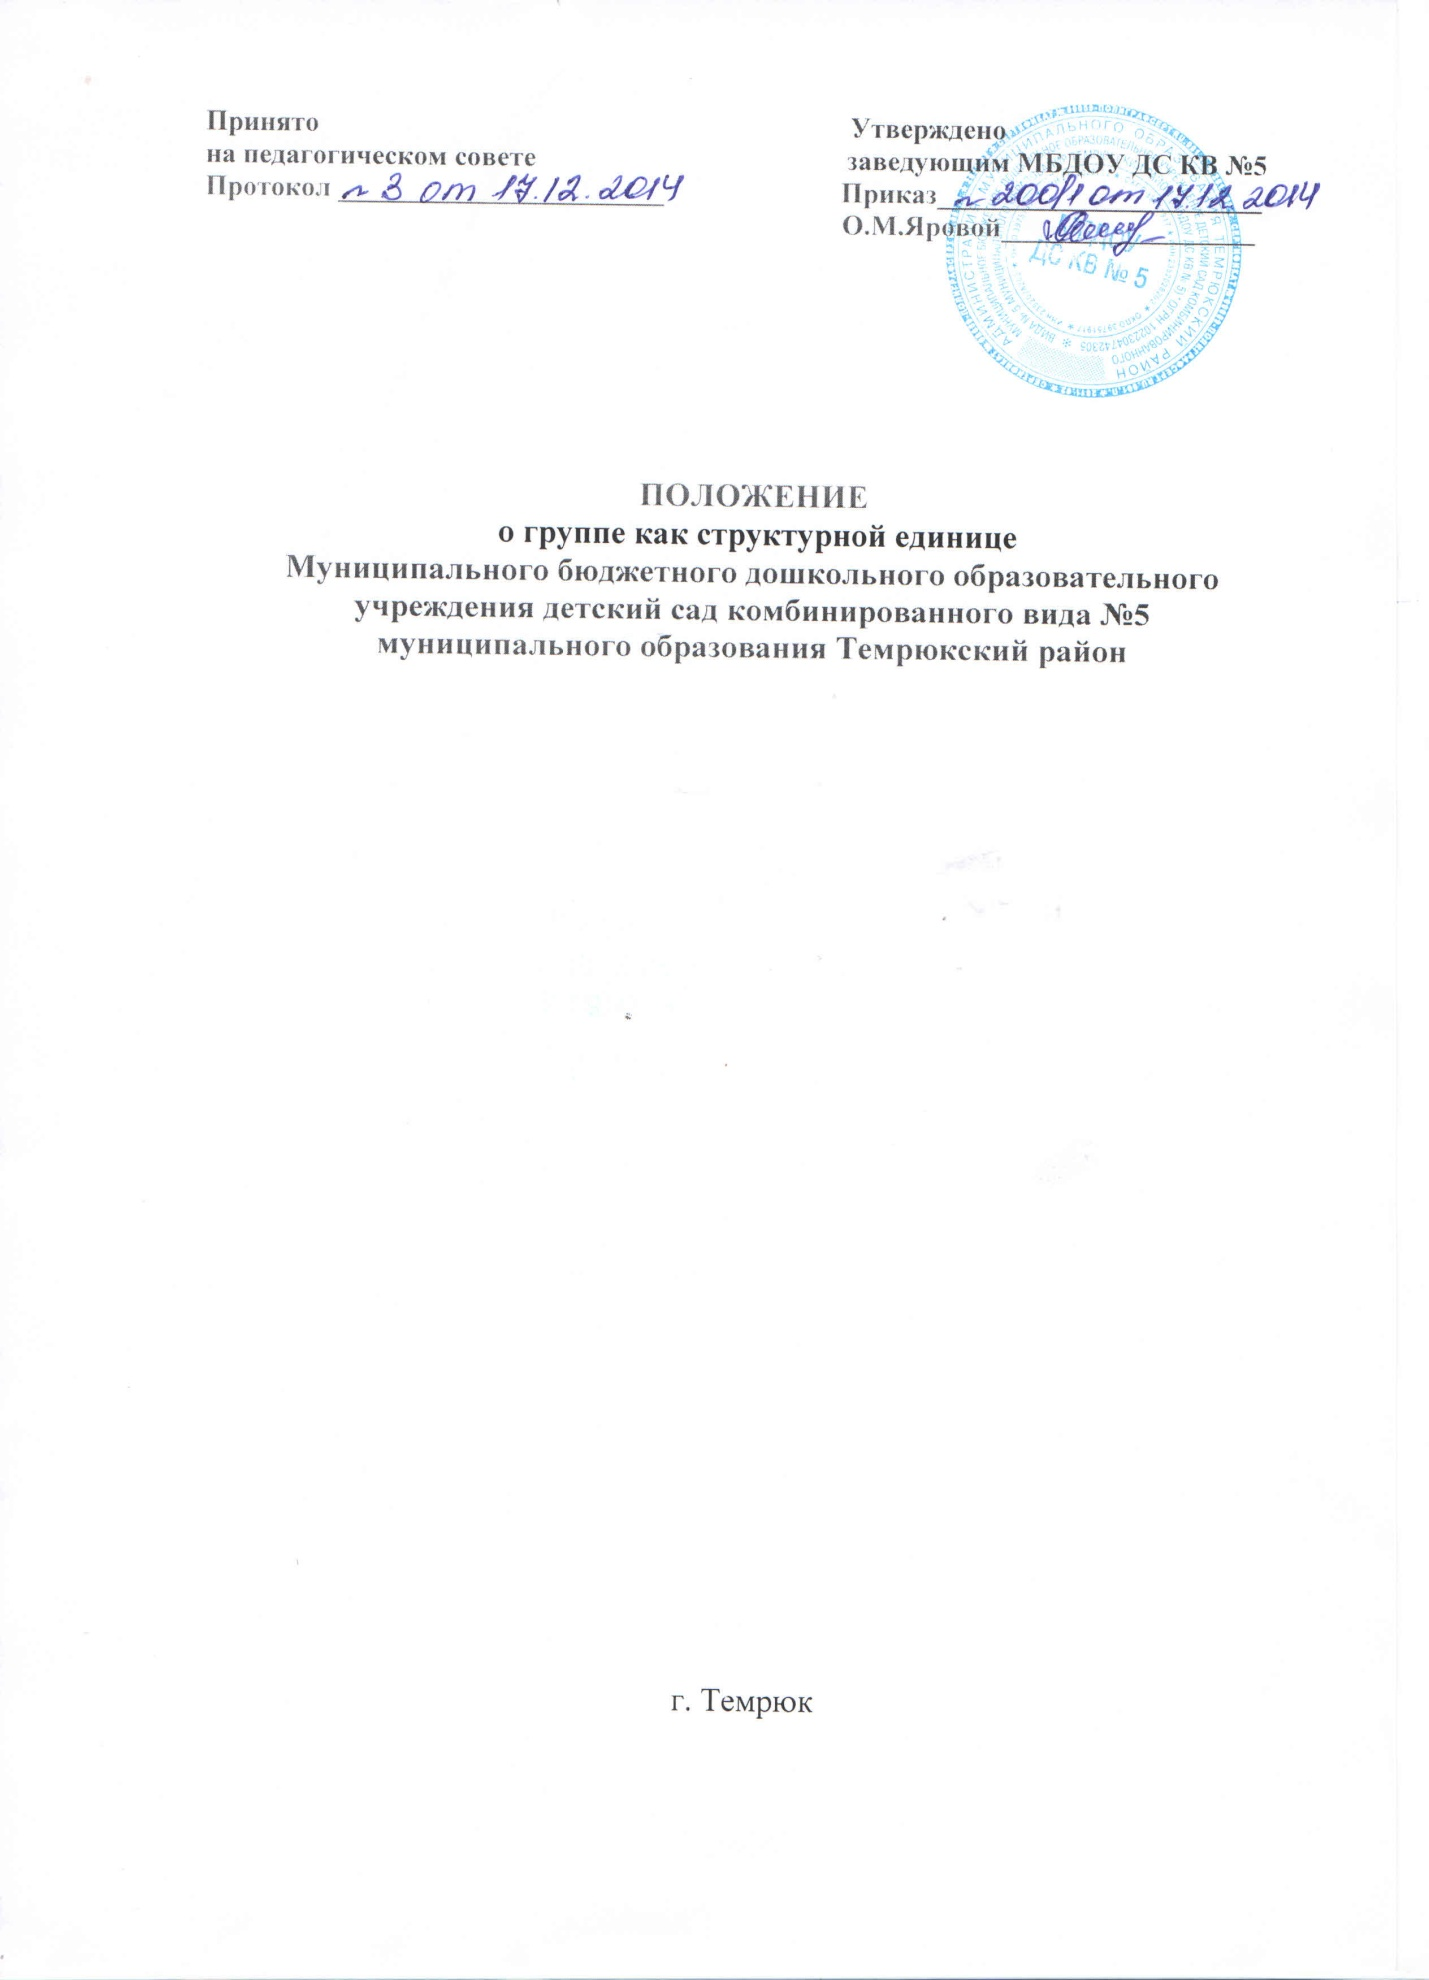 Принято
на педагогическом совете
Протокол № 3 от 17.12.2014
Утверждено
заведующим МБДОУ ДС КВ №5
Приказ № 200/1 от 17.12.2014
О.М.Яровой
ДС КВ № 5
ПОЛОЖЕНИЕ
о группе как структурной единице
Муниципального бюджетного дошкольного образовательного
учреждения детский сад комбинированного вида №5
муниципального образования Темрюкский район
г. Темрюк